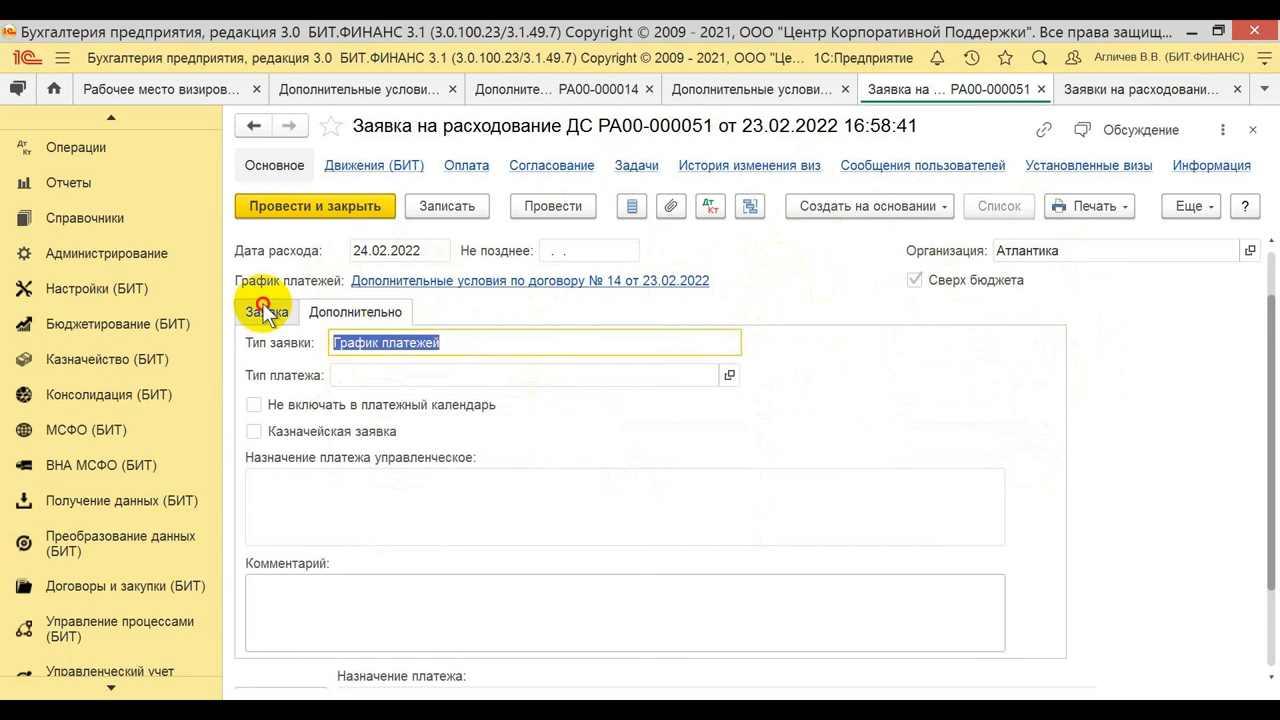 Бухгалтерия предприятия, редакция 3.0 БИТ.ФИНАНС 3.1 (3.0.100.23/3.1.49.7) Copyright © 2009 - 2021, ООО "Центр Корпоративной Поддержки". Все права защищ...
Бухгалтерия предприятия, редакция 3.0 БИТ.ФИНАНС 3.1 (3.0.100.23/3.1.49.7) Copyright © 2009 - 2021, ООО "Це... 1С:Предприятие Агличев В.В. (БИТ.ФИНАНС)
Рабочее место визиров... Дополнительные услови... Дополните... РА00-000014 Дополнительные услови... Заявка на ... РА00-000051 Заявки на расходовани...
Заявка на расходование ДС РА00-000051 от 23.02.2022 16:58:41 Обсуждение
Основное Движения (БИТ) Оплата Согласование Задачи История изменения виз Сообщения пользователей Установленные визы Информация
Провести и закрыть Записать Провести Дт Кт Создать на основании Список Печать Еще ?
Дата расхода: 24.02.2022 Не позднее: . . Организация: Атлантика
График платежей: Дополнительные условия по договору № 14 от 23.02.2022 Сверх бюджета
Заявка Дополнительно
Тип заявки: График платежей
Тип платежа:
Не включать в платежный календарь
Казначейская заявка
Назначение платежа управленческое:
Комментарий:
Назначение платежа:
Дт Кт Операции
Отчеты
Справочники
Администрирование
Настройки (БИТ)
Бюджетирование (БИТ)
Казначейство (БИТ)
Консолидация (БИТ)
МСФО (БИТ)
ВНА МСФО (БИТ)
Получение данных (БИТ)
Преобразование данных
(БИТ)
Договоры и закупки (БИТ)
Управление процессами
(БИТ)
Управленческий учет